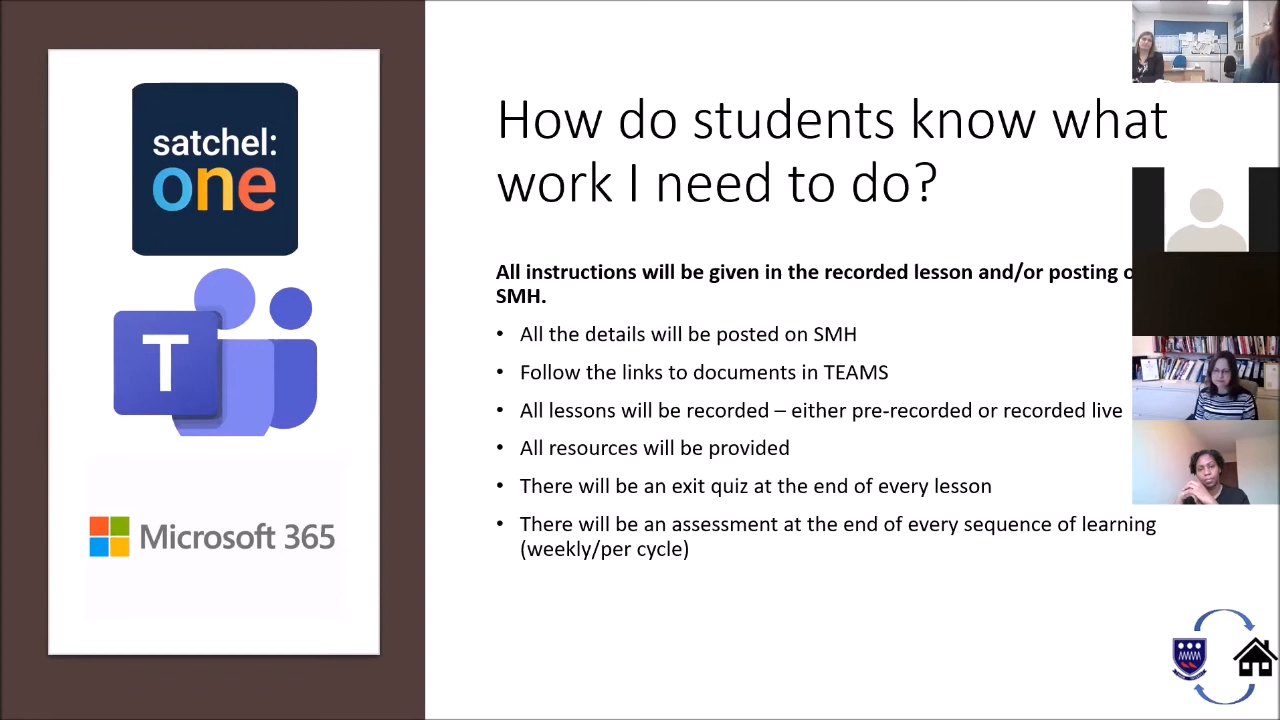 satchel:
one
T
Microsoft 365
How do students know what
work I need to do?
All instructions will be given in the recorded lesson and/or posting
SMH.
• All the details will be posted on SMH
• Follow the links to documents in TEAMS
• All lessons will be recorded – either pre-recorded or recorded live
• All resources will be provided
• There will be an exit quiz at the end of every lesson
• There will be an assessment at the end of every sequence of learning
(weekly/per cycle)